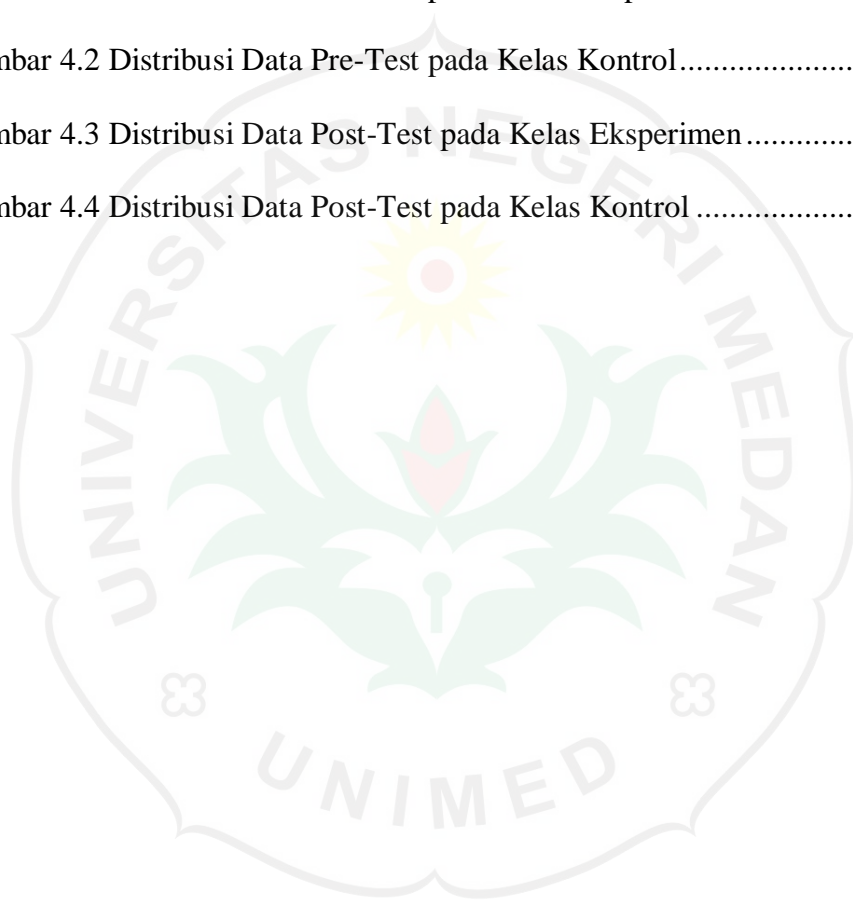 mbar 4.2 Distribusi Data Pre-Test pada Kelas Kontrol.....................
mbar 4.3 Distribusi Data Post-Test pada Kelas Eksperimen.............
mbar 4.4 Distribusi Data Post-Test pada Kelas Kontrol...................
UNIVERSITAS NEGERI MEDAN
UNIMED